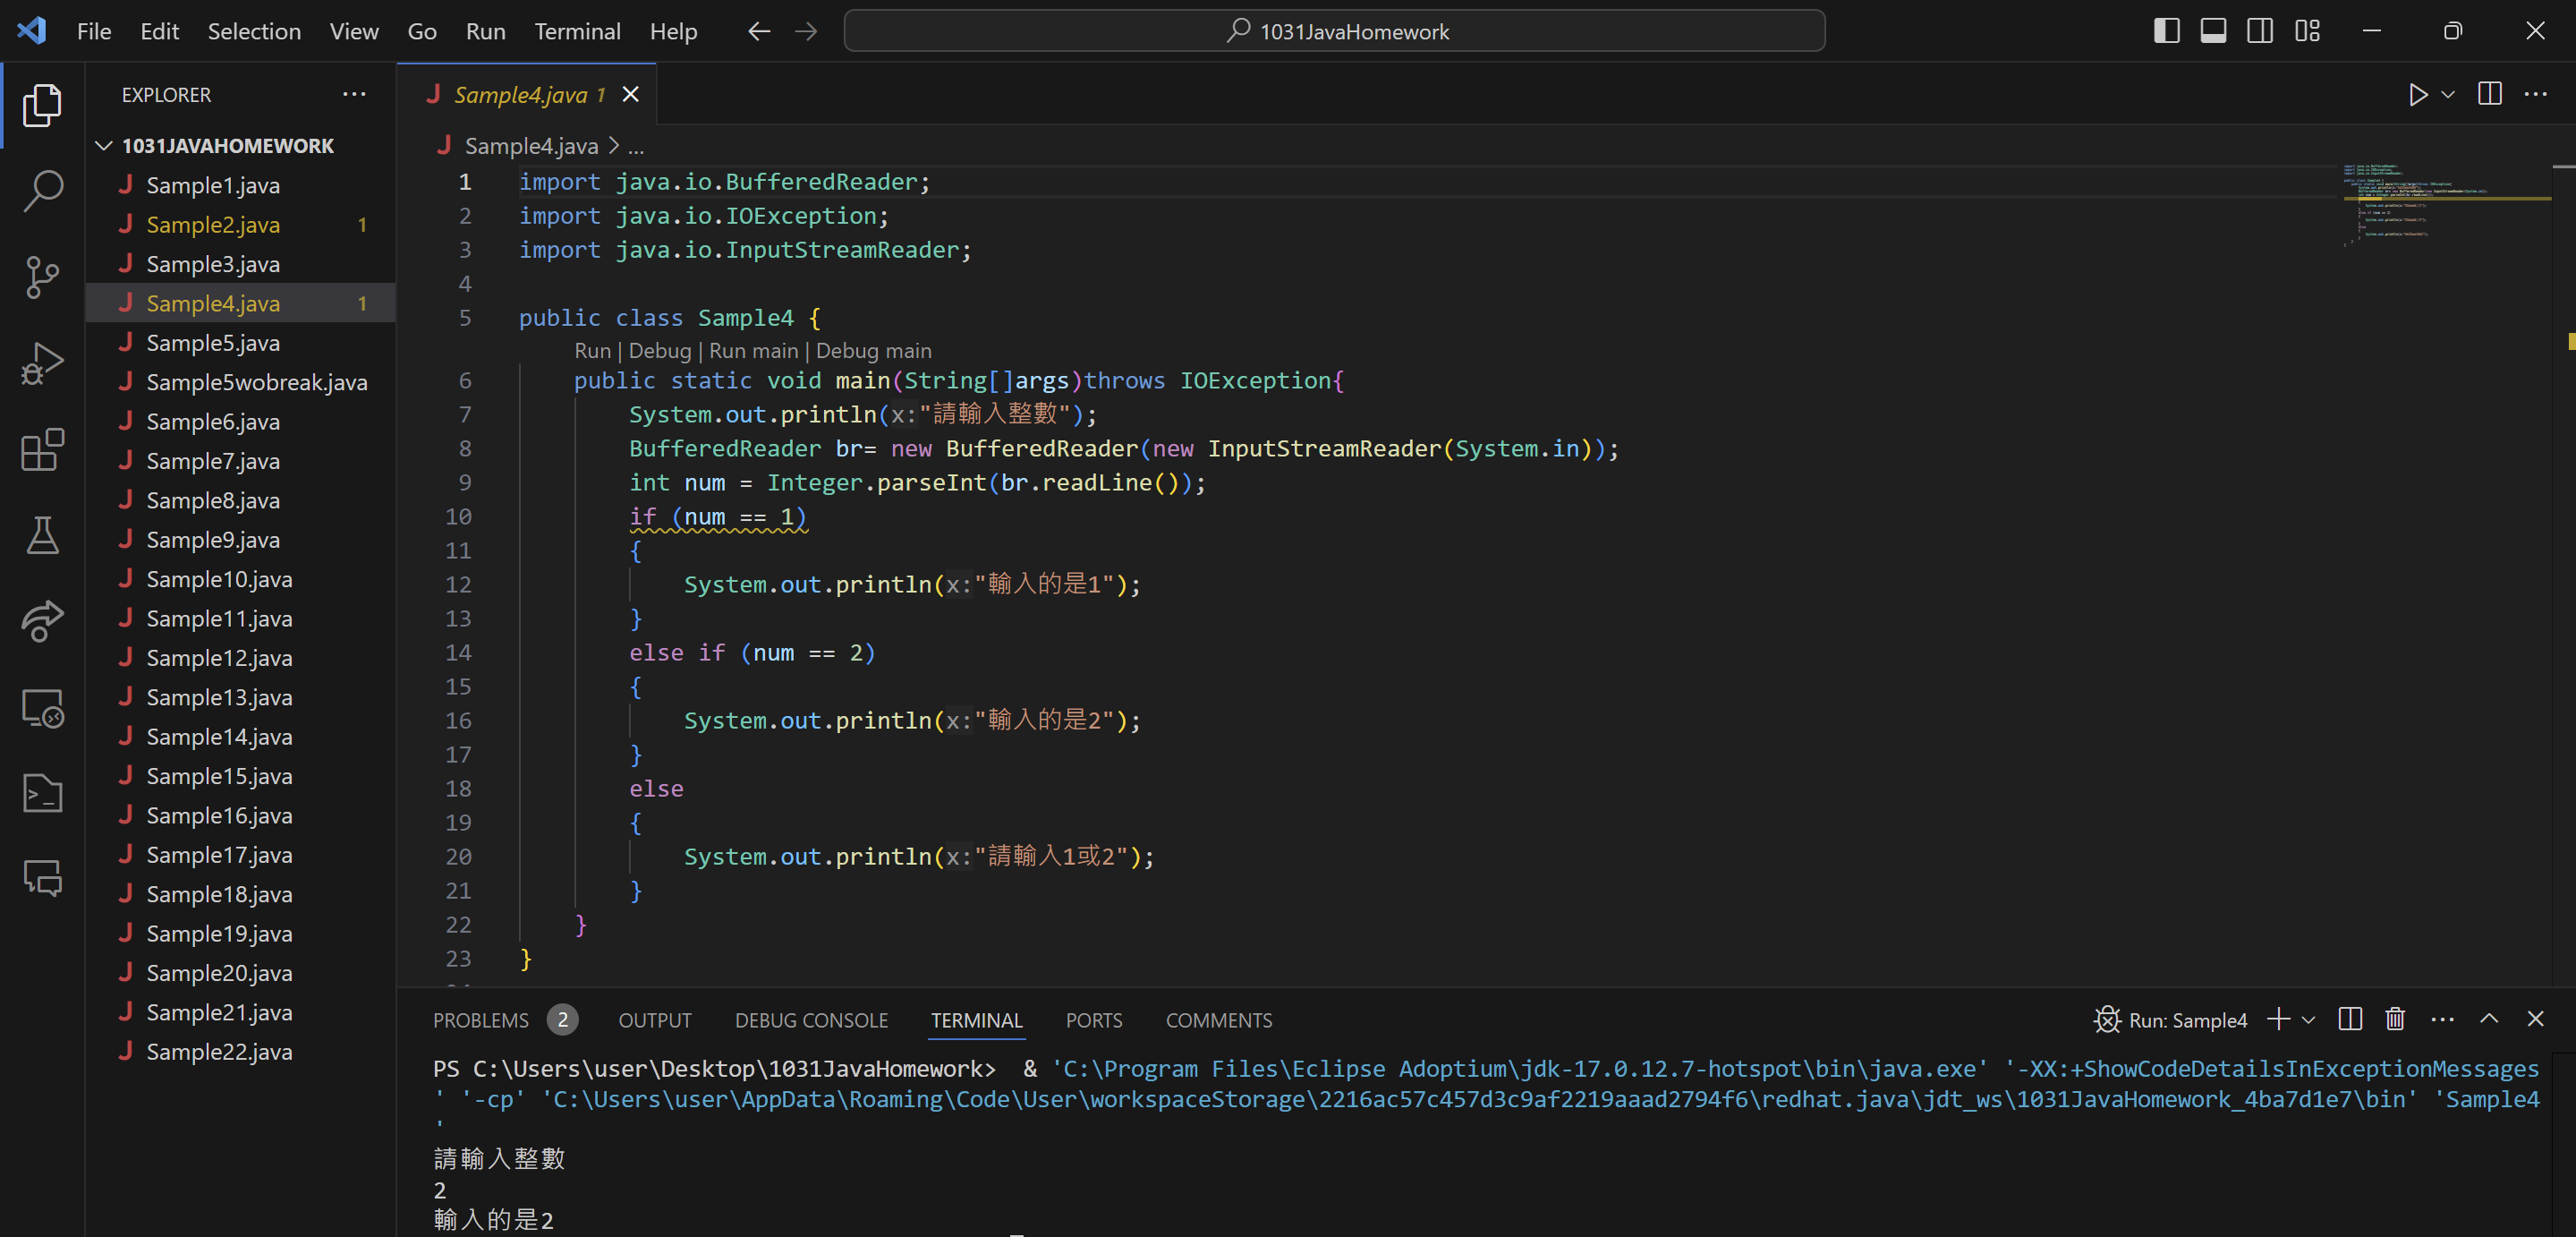 File Edit Selection View Go Run Terminal Help
1031JavaHomework
EXPLORER
1031JAVAHOMEWORK
Sample1.java
Sample2.java 1
Sample3.java
Sample4.java 1
Sample5.java
Sample5wobreak.java
Sample6.java
Sample7.java
Sample8.java
Sample9.java
Sample10.java
Sample11.java
Sample12.java
Sample13.java
Sample14.java
Sample15.java
Sample16.java
Sample17.java
Sample18.java
Sample19.java
Sample20.java
Sample21.java
Sample22.java
Sample4.java 1
Sample4.java > ...
1 import java.io.BufferedReader;
2 import java.io.IOException;
3 import java.io.InputStreamReader;
4
5 public class Sample4 {
Run | Debug | Run main | Debug main
6 public static void main(String[]args)throws IOException{
7 System.out.println(x:"請輸入整數");
8 BufferedReader br= new BufferedReader(new InputStreamReader(System.in));
9 int num = Integer.parseInt(br.readLine());
10 if (num == 1)
11 {
12 System.out.println(x:"輸入的是1");
13 }
14 else if (num == 2)
15 {
16 System.out.println(x:"輸入的是2");
17 }
18 else
19 {
20 System.out.println(x:"請輸入1或2");
21 }
22 }
23 }
PROBLEMS 2 OUTPUT DEBUG CONSOLE TERMINAL PORTS COMMENTS
Run: Sample4
PS C:\Users\user\Desktop\1031JavaHomework>  & 'C:\Program Files\Eclipse Adoptium\jdk-17.0.12.7-hotspot\bin\java.exe' '-XX:+ShowCodeDetailsInExceptionMessages
' '-cp' 'C:\Users\user\AppData\Roaming\Code\User\workspaceStorage\2216ac57c457d3c9af2219aaad2794f6\redhat.java\jdt_ws\1031JavaHomework_4ba7d1e7\bin' 'Sample4
'
請輸入整數
2
輸入的是2